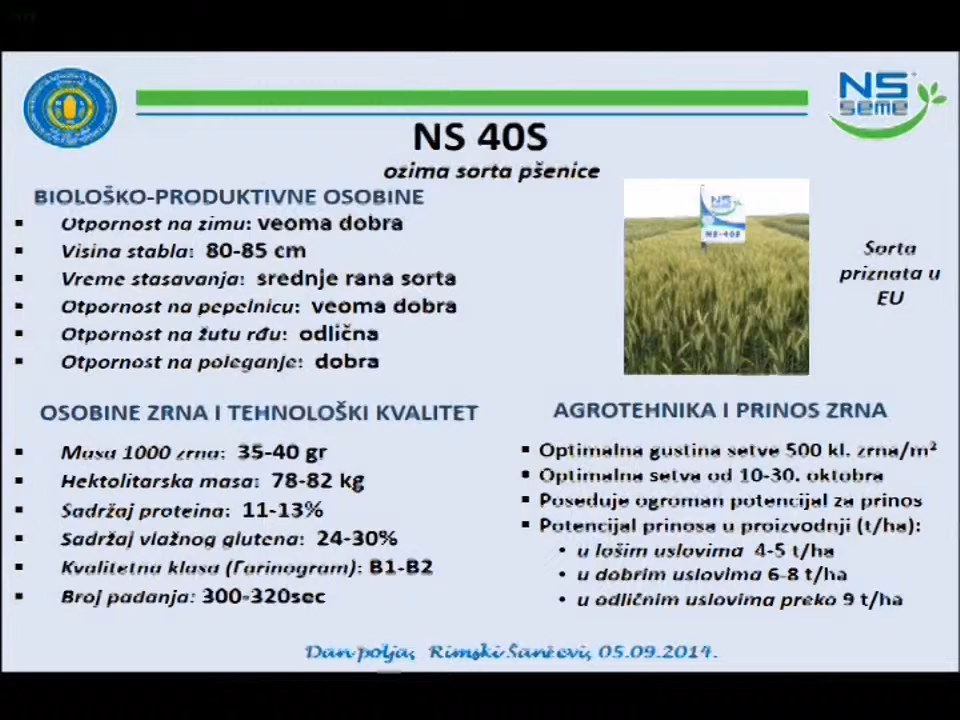 NS
seme
NS 40S
ozima sorta pšenice
BIOLOŠKO-PRODUKTIVNE OSOBINE
▪ Otpornost na zimu: veoma dobra
▪ Visina stabla: 80-85 cm
▪ Vreme stasavanja: srednje rana sorta
▪ Otpornost na pepelnicu: veoma dobra
▪ Otpornost na žutu rđu: odlična
▪ Otpornost na poleganje: dobra
NS
seme
NS-40S
Sorta
priznata u
EU
OSOBINE ZRNA I TEHNOLOŠKI KVALITET
▪ Masa 1000 zrna: 35-40 gr
▪ Hektolitarska masa: 78-82 kg
▪ Sadržaj proteina: 11-13%
▪ Sadržaj vlažnog glutena: 24-30%
▪ Kvalitetna klasa (Farinogram): B1-B2
▪ Broj padanja: 300-320sec
AGROTEHNIKA I PRINOS ZRNA
▪ Optimalna gustina setve 500 kl. zrna/m²
▪ Optimalna setva od 10-30. oktobra
▪ Poseduje ogroman potencijal za prinos
▪ Potencijal prinosa u proizvodnji (t/ha):
• u lošim uslovima 4-5 t/ha
• u dobrim uslovima 6-8 t/ha
• u odličnim uslovima preko 9 t/ha
Dan polja, Rimski Šančevi, 05.09.2014.